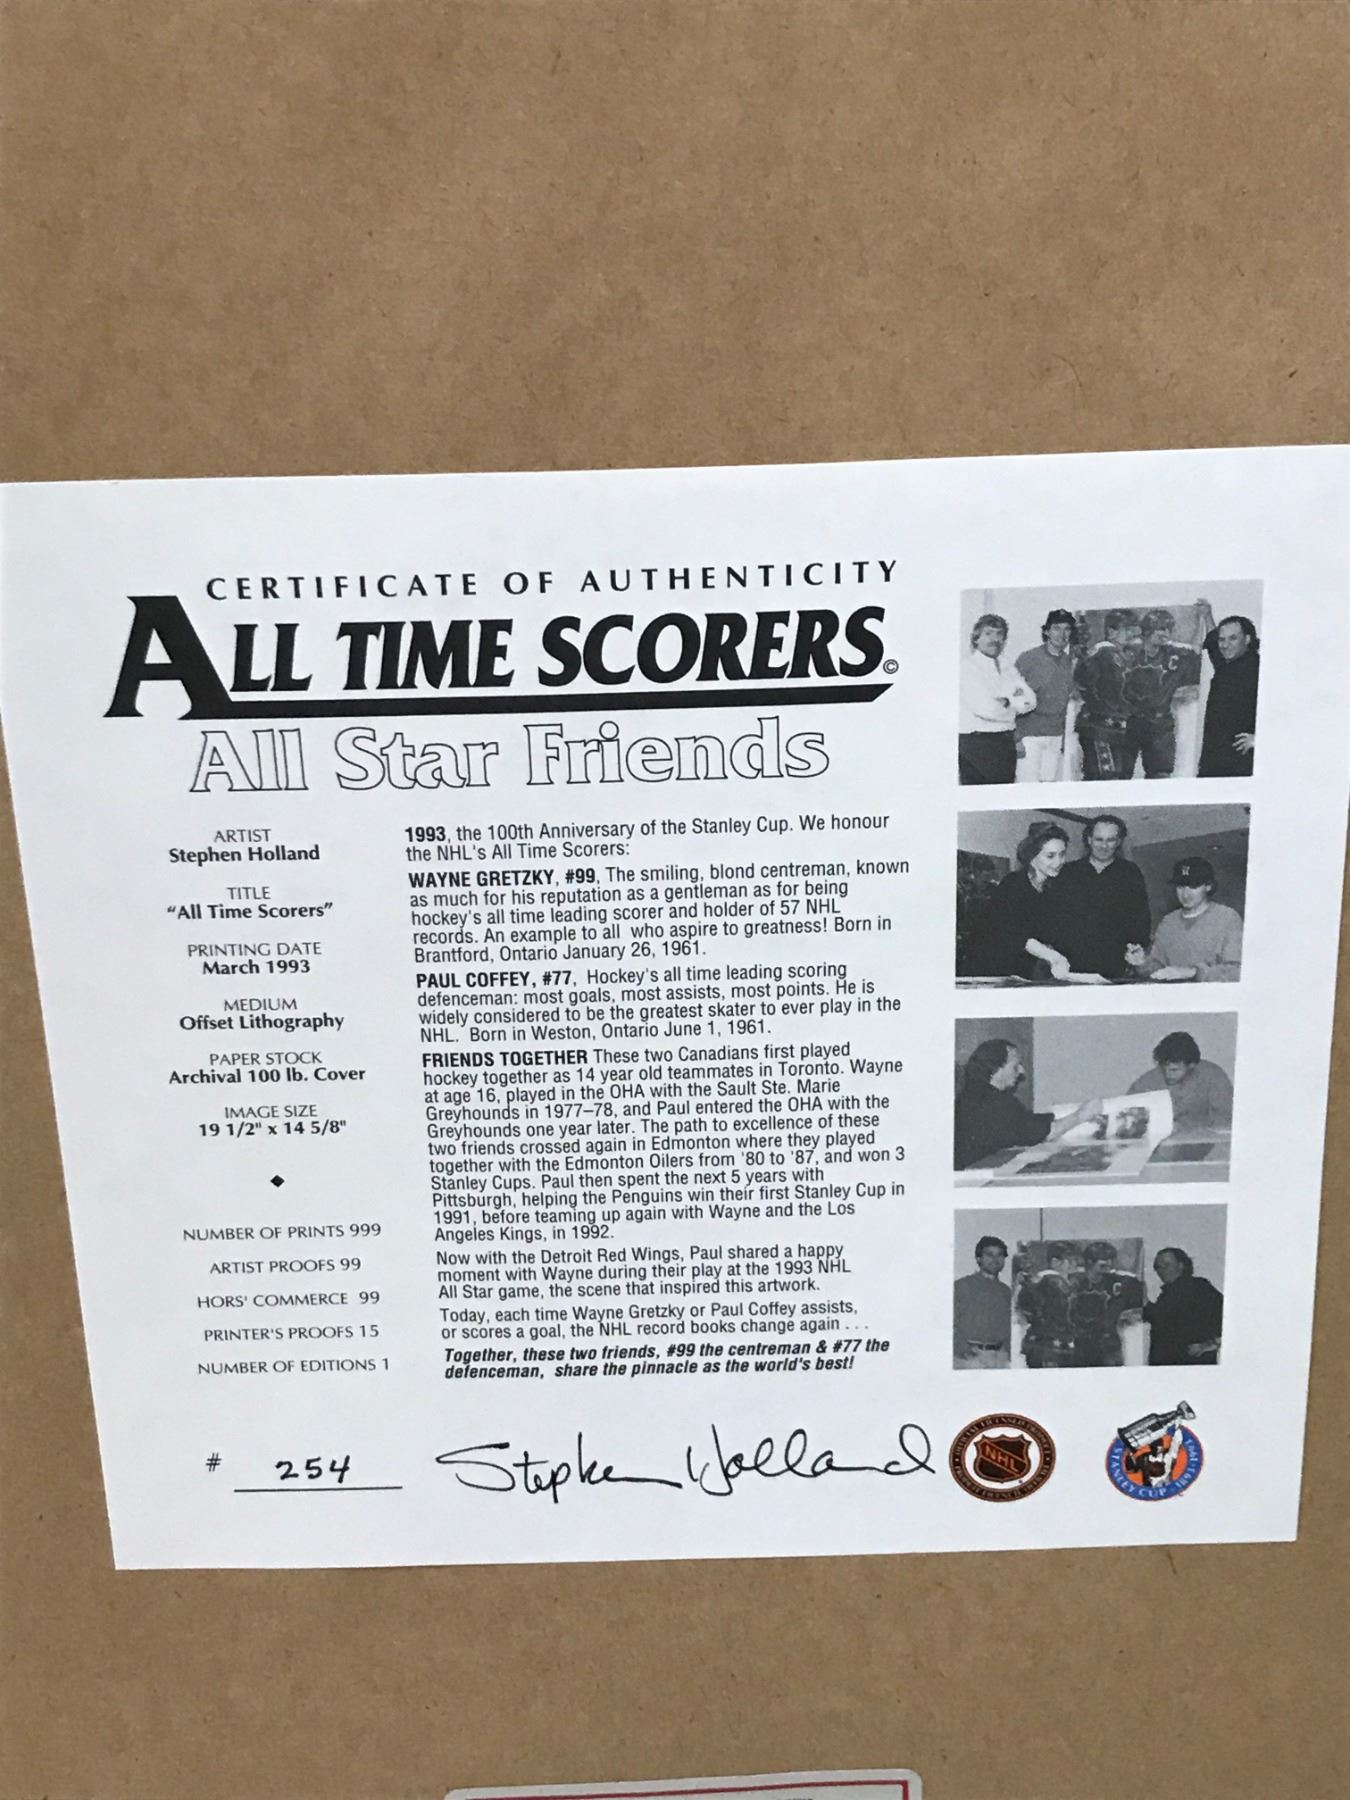 CERTIFICATE OF AUTHENTICITY
ALL TIME SCORERS ©
All Star Friends
ARTIST
Stephen Holland
TITLE
"All Time Scorers"
PRINTING DATE
March 1993
MEDIUM
Offset Lithography
PAPER STOCK
Archival 100 lb. Cover
IMAGE SIZE
19 1/2" x 14 5/8"
NUMBER OF PRINTS 999
ARTIST PROOFS 99
HORS' COMMERCE 99
PRINTER'S PROOFS 15
NUMBER OF EDITIONS 1
1993, the 100th Anniversary of the Stanley Cup. We honour
the NHL's All Time Scorers:
WAYNE GRETZKY, #99, The smiling, blond centreman, known
as much for his reputation as a gentleman as for being
hockey's all time leading scorer and holder of 57 NHL
records. An example to all who aspire to greatness! Born in
Brantford, Ontario January 26, 1961.
PAUL COFFEY, #77, Hockey's all time leading scoring
defenceman: most goals, most assists, most points. He is
widely considered to be the greatest skater to ever play in the
NHL. Born in Weston, Ontario June 1, 1961.
FRIENDS TOGETHER These two Canadians first played
hockey together as 14 year old teammates in Toronto. Wayne
at age 16, played in the OHA with the Sault Ste. Marie
Greyhounds in 1977-78, and Paul entered the OHA with the
Greyhounds one year later. The path to excellence of these
two friends crossed again in Edmonton where they played
together with the Edmonton Oilers from '80 to '87, and won 3
Stanley Cups. Paul then spent the next 5 years with
Pittsburgh, helping the Penguins win their first Stanley Cup in
1991, before teaming up again with Wayne and the Los
Angeles Kings, in 1992.
Now with the Detroit Red Wings, Paul shared a happy
moment with Wayne during their play at the 1993 NHL
All Star game, the scene that inspired this artwork.
Today, each time Wayne Gretzky or Paul Coffey assists,
or scores a goal, the NHL record books change again . . .
Together, these two friends, #99 the centreman & #77 the
defenceman, share the pinnacle as the world's best!
# 254
Stephen Holland
NHL
STANLEY CUP 1893 1993
C
C